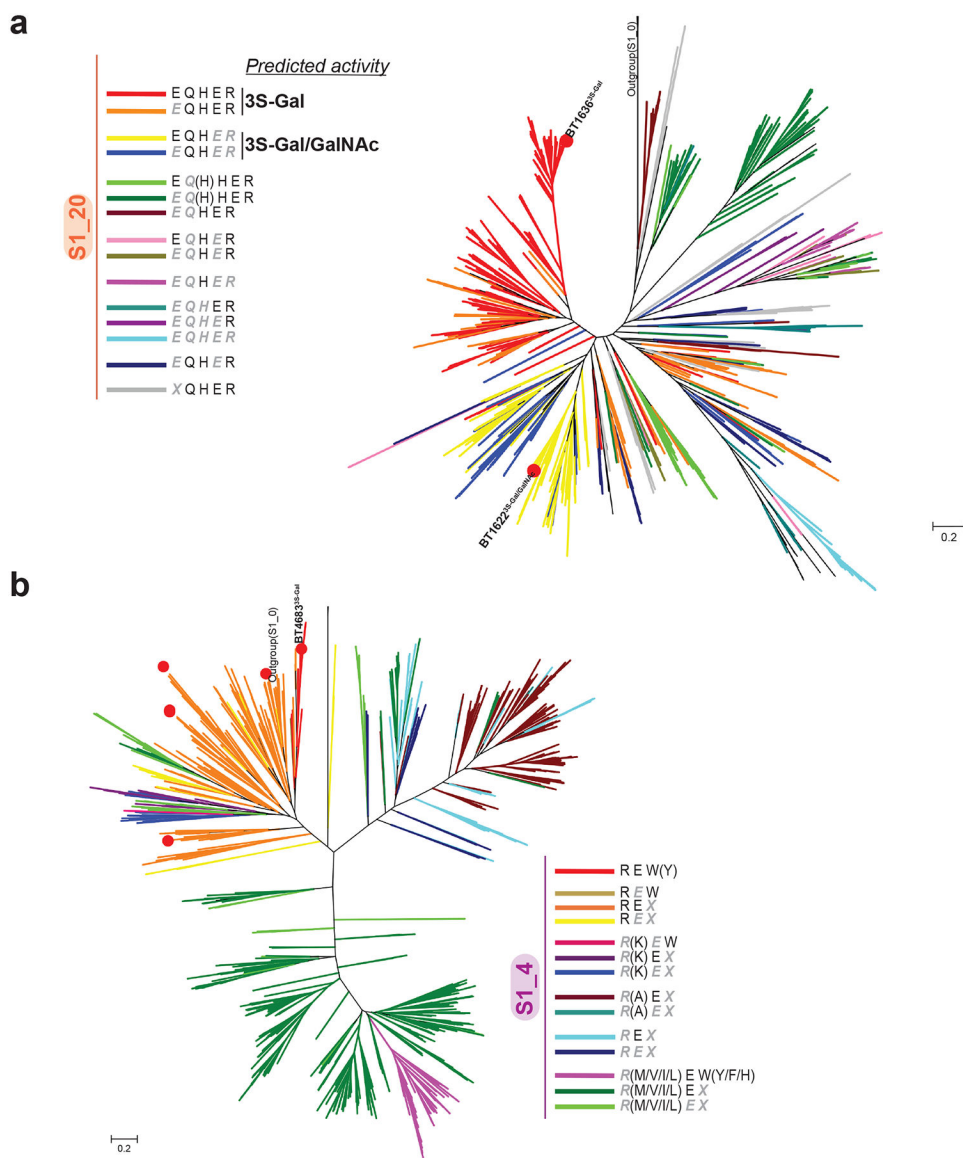 a
Predicted activity
E Q H E R
3S-Gal
E Q H E R
E Q H E R
3S-Gal/GalNAc
E Q H E R
E Q(H) H E R
E Q(H) H E R
E Q H E R
E Q H E R
E Q H E R
E Q H E R
E Q H E R
E Q H E R
E Q H E R
E Q H E R
X Q H E R
S1_20
Outgroup(S1_0)
BT1636 3S-Gal
BT1622 3S-Gal/GalNAc
0.2
b
Outgroup(S1_0)
BT4683 3S-Gal
R E W(Y)
R E W
R E X
R E X
R(K) E W
R(K) E X
R(K) E X
R(A) E X
R(A) E X
R E X
R E X
R(M/V/I/L) E W(Y/F/H)
R(M/V/I/L) E X
R(M/V/I/L) E X
S1_4
0.2